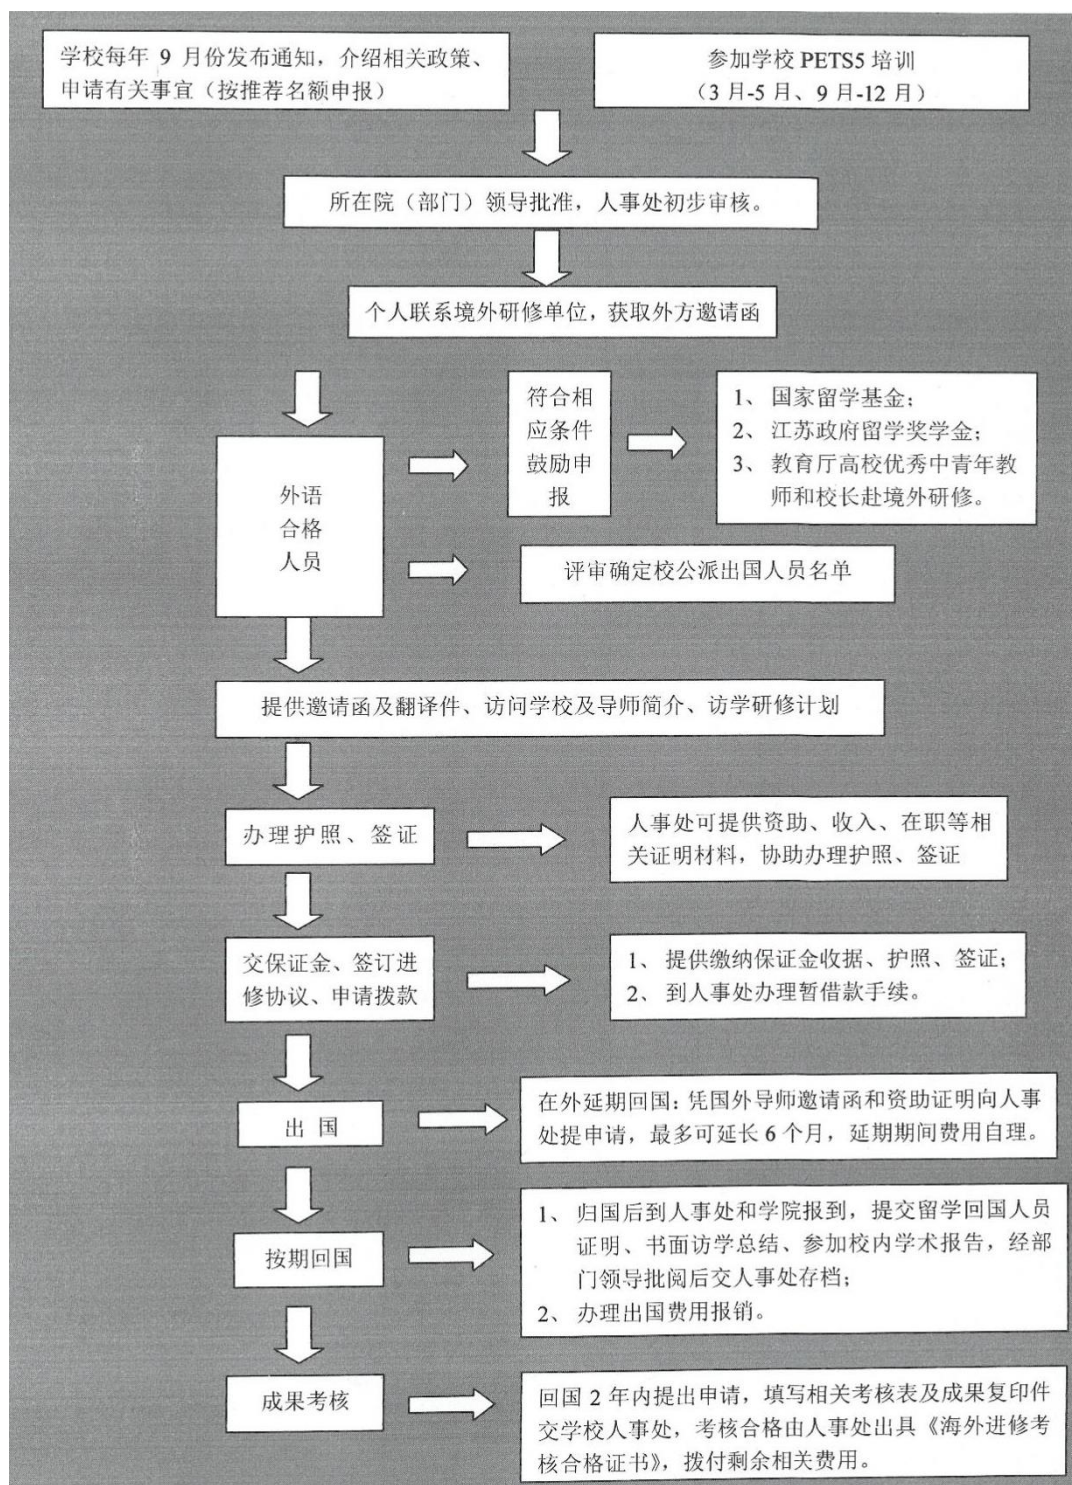 学校每年 9 月份发布通知，介绍相关政策、
申请有关事宜（按推荐名额申报）
参加学校 PETS5 培训
（3 月-5 月、9 月-12 月）
所在院（部门）领导批准，人事处初步审核。
个人联系境外研修单位，获取外方邀请函
外语
合格
人员
符合相
应条件
鼓励申
报
1、 国家留学基金；
2、 江苏政府留学奖学金；
3、 教育厅高校优秀中青年教
师和校长赴境外研修。
评审确定校公派出国人员名单
提供邀请函及翻译件、访问学校及导师简介、访学研修计划
办理护照、签证
人事处可提供资助、收入、在职等相
关证明材料，协助办理护照、签证
交保证金、签订进
修协议、申请拨款
1、 提供缴纳保证金收据、护照、签证；
2、 到人事处办理暂借款手续。
出 国
在外延期回国：凭国外导师邀请函和资助证明向人事
处提申请，最多可延长 6 个月，延期期间费用自理。
按期回国
1、 归国后到人事处和学院报到，提交留学回国人员
证明、书面访学总结、参加校内学术报告，经部
门领导批阅后交人事处存档；
2、 办理出国费用报销。
成果考核
回国 2 年内提出申请，填写相关考核表及成果复印件
交学校人事处，考核合格由人事处出具《海外进修考
核合格证书》，拨付剩余相关费用。